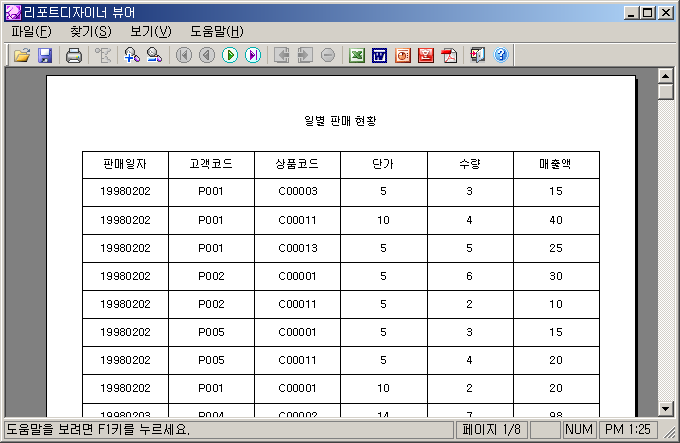 리포트디자이너 뷰어
파일(F) 찾기(S) 보기(V) 도움말(H)
일별 판매 현황
판매일자 고객코드 상품코드 단가 수량 매출액
19980202 P001 C00003 5 3 15
19980202 P001 C00011 10 4 40
19980202 P001 C00013 5 5 25
19980202 P002 C00001 5 6 30
19980202 P002 C00011 5 2 10
19980202 P005 C00001 5 3 15
19980202 P005 C00011 5 4 20
19980202 P001 C00001 10 2 20
19980203 P004 C00002 14 7 98
도움말을 보려면 F1키를 누르세요. 페이지 1/8 NUM PM 1:25